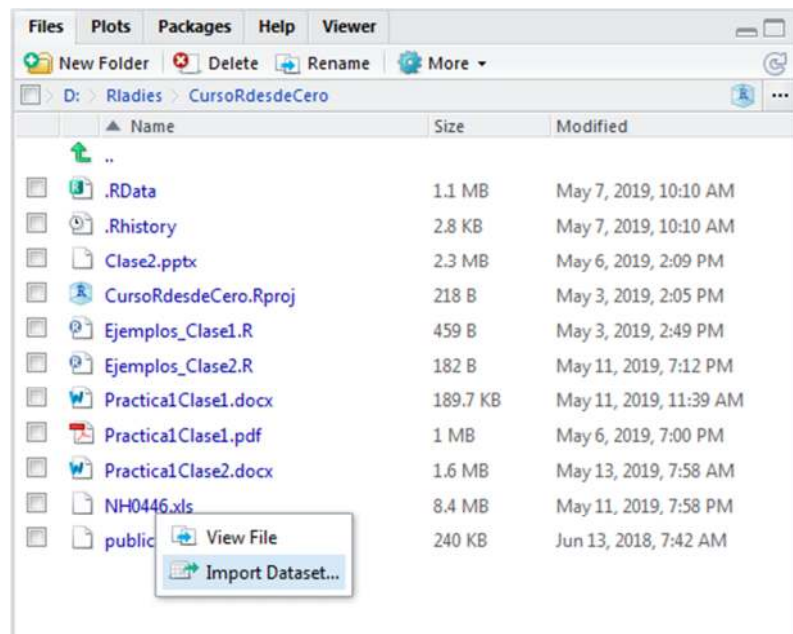 Files Plots Packages Help Viewer
New Folder Delete Rename More
D: Rladies CursoRdesdeCero ...
Name Size Modified
..
.RData 1.1 MB May 7, 2019, 10:10 AM
.Rhistory 2.8 KB May 7, 2019, 10:10 AM
Clase2.pptx 2.3 MB May 6, 2019, 2:09 PM
CursoRdesdeCero.Rproj 218 B May 3, 2019, 2:05 PM
Ejemplos_Clase1.R 459 B May 3, 2019, 2:49 PM
Ejemplos_Clase2.R 182 B May 11, 2019, 7:12 PM
Practica1Clase1.docx 189.7 KB May 11, 2019, 11:39 AM
Practica1Clase1.pdf 1 MB May 6, 2019, 7:00 PM
Practica1Clase2.docx 1.6 MB May 13, 2019, 7:58 AM
NH0446.xls 8.4 MB May 11, 2019, 7:58 PM
public View File 240 KB Jun 13, 2018, 7:42 AM
Import Dataset...